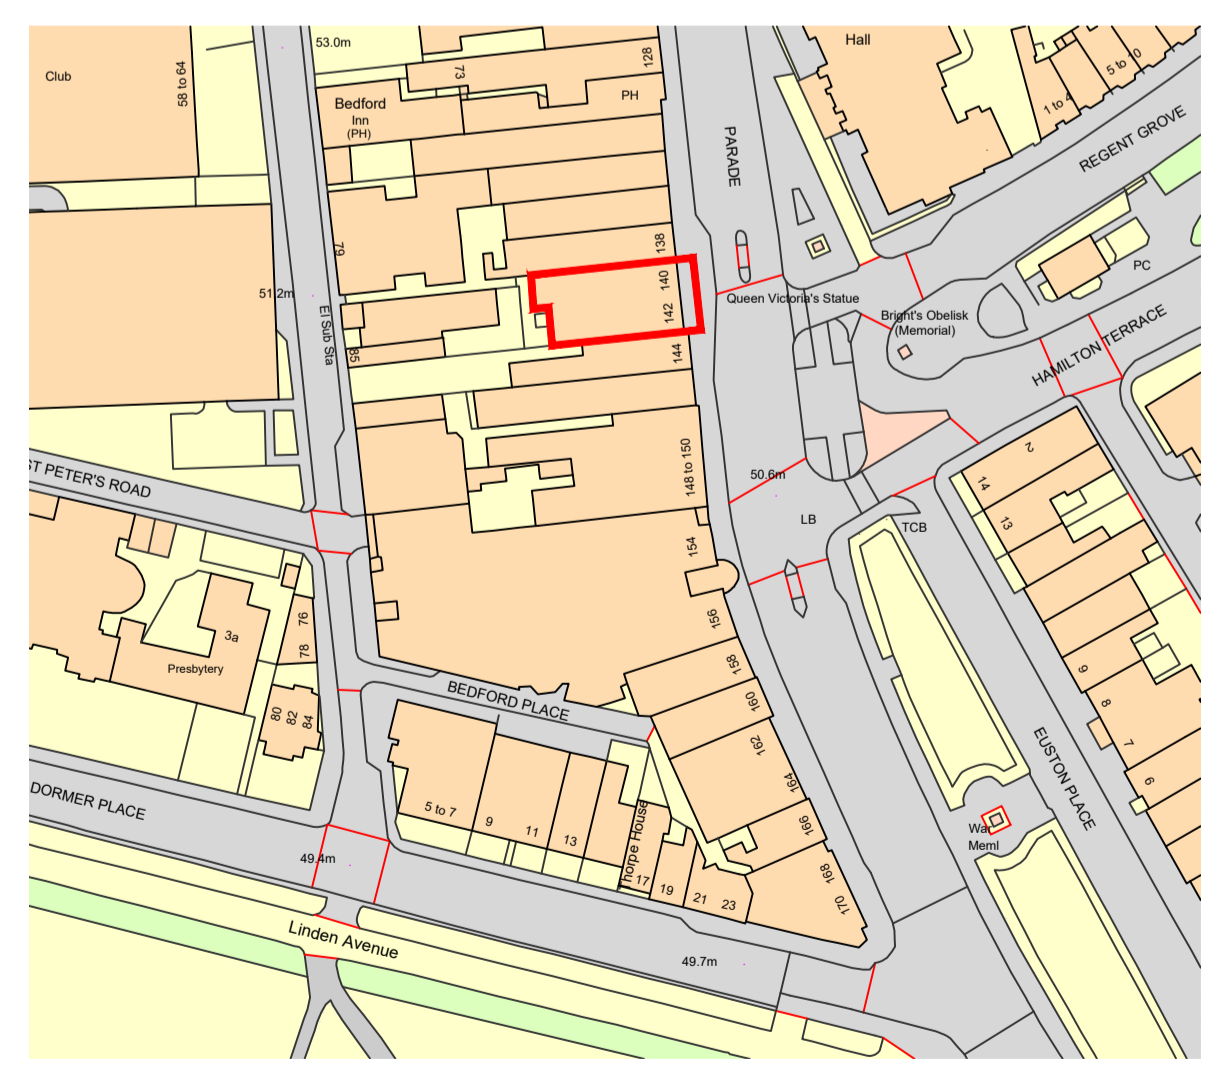 53.0m
Hall
Club
58 to 64
73
128
5 to 10
Bedford
Inn
(PH)
PH
1 to 4
PARADE
REGENT GROVE
79
138
PC
51.2m
140
142
Queen Victoria's Statue
El Sub Sta
Bright's Obelisk
(Memorial)
HAMILTON TERRACE
85
144
ST PETER'S ROAD
148 to 150
50.6m
2
14
13
LB
TCB
154
156
76
78
3a
Presbytery
158
160
162
164
166
168
170
80
82
84
BEDFORD PLACE
9
8
7
6
EUSTON PLACE
DORMER PLACE
5 to 7
9
11
13
Thorpe House
17
19
21
23
War
Meml
49.4m
Linden Avenue
49.7m